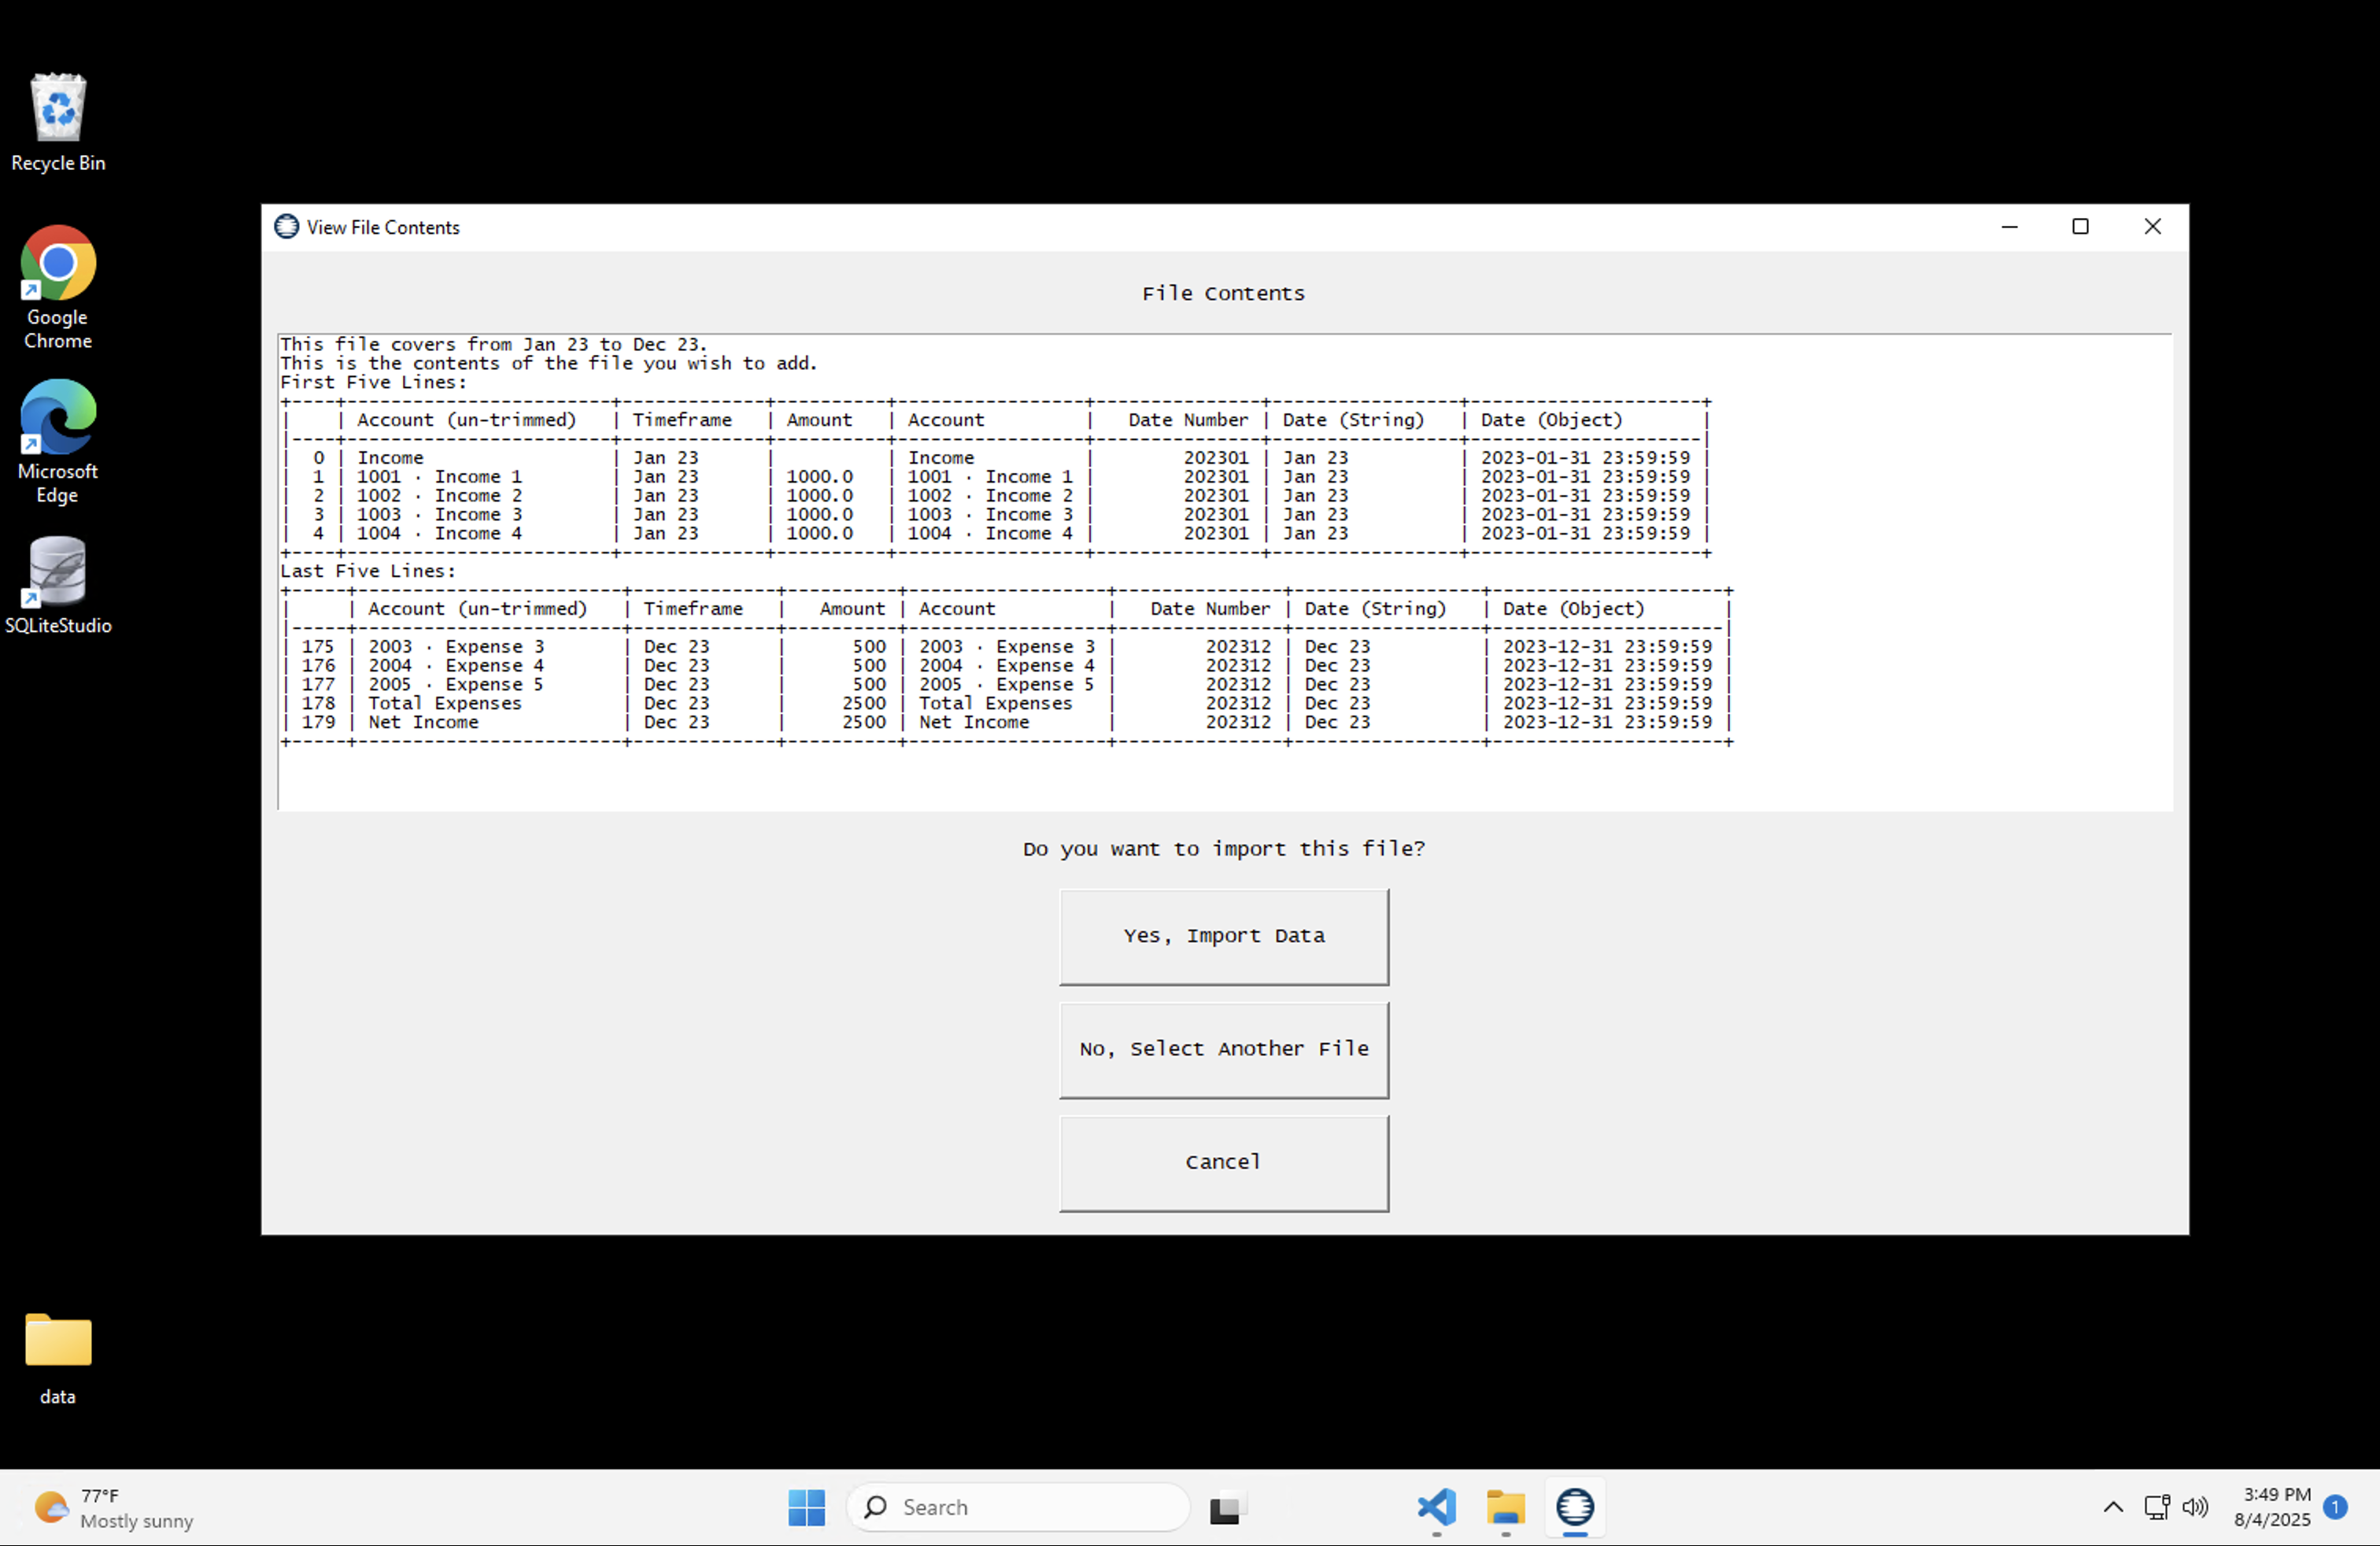 Recycle Bin
Google
Chrome
Microsoft
Edge
SQLiteStudio
data
View File Contents
File Contents
This file covers from Jan 23 to Dec 23.
This is the contents of the file you wish to add.
First Five Lines:
+----+------------------------+-------------+----------+-----------------+---------------+-----------------+---------------------+
|    | Account (un-trimmed)   | Timeframe   | Amount   | Account         |   Date Number | Date (String)   | Date (Object)       |
|----+------------------------+-------------+----------+-----------------+---------------+-----------------+---------------------|
|  0 | Income                 | Jan 23      |          | Income          |        202301 | Jan 23          | 2023-01-31 23:59:59 |
|  1 | 1001 · Income 1        | Jan 23      | 1000.0   | 1001 · Income 1 |        202301 | Jan 23          | 2023-01-31 23:59:59 |
|  2 | 1002 · Income 2        | Jan 23      | 1000.0   | 1002 · Income 2 |        202301 | Jan 23          | 2023-01-31 23:59:59 |
|  3 | 1003 · Income 3        | Jan 23      | 1000.0   | 1003 · Income 3 |        202301 | Jan 23          | 2023-01-31 23:59:59 |
|  4 | 1004 · Income 4        | Jan 23      | 1000.0   | 1004 · Income 4 |        202301 | Jan 23          | 2023-01-31 23:59:59 |
+----+------------------------+-------------+----------+-----------------+---------------+-----------------+---------------------+
Last Five Lines:
+-----+------------------------+-------------+----------+------------------+---------------+-----------------+---------------------+
|     | Account (un-trimmed)   | Timeframe   |   Amount | Account          |   Date Number | Date (String)   | Date (Object)       |
|-----+------------------------+-------------+----------+------------------+---------------+-----------------+---------------------|
| 175 | 2003 · Expense 3       | Dec 23      |      500 | 2003 · Expense 3 |        202312 | Dec 23          | 2023-12-31 23:59:59 |
| 176 | 2004 · Expense 4       | Dec 23      |      500 | 2004 · Expense 4 |        202312 | Dec 23          | 2023-12-31 23:59:59 |
| 177 | 2005 · Expense 5       | Dec 23      |      500 | 2005 · Expense 5 |        202312 | Dec 23          | 2023-12-31 23:59:59 |
| 178 | Total Expenses         | Dec 23      |     2500 | Total Expenses   |        202312 | Dec 23          | 2023-12-31 23:59:59 |
| 179 | Net Income             | Dec 23      |     2500 | Net Income       |        202312 | Dec 23          | 2023-12-31 23:59:59 |
+-----+------------------------+-------------+----------+------------------+---------------+-----------------+---------------------+
Do you want to import this file?
Yes, Import Data
No, Select Another File
Cancel
77°F
Mostly sunny
Search
3:49 PM
8/4/2025
1